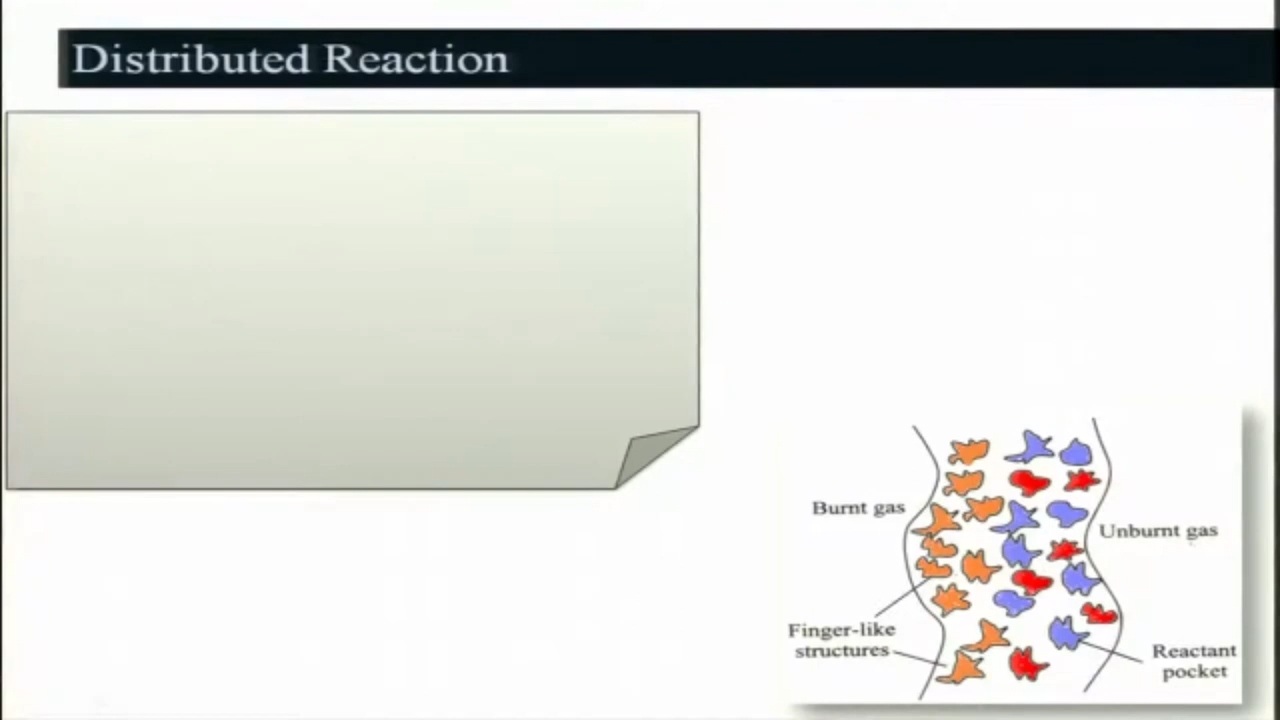 Distributed Reaction
Burnt gas
Unburnt gas
Finger-like
structures
Reactant
pocket